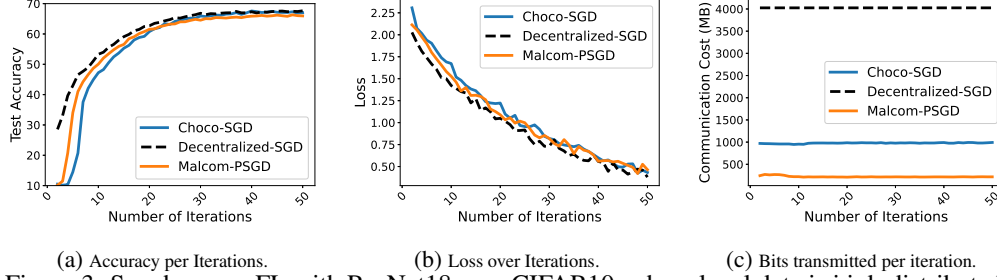 70
60
50
40
30
20
10
Test Accuracy
Choco-SGD
Decentralized-SGD
Malcom-PSGD
0
10
20
30
40
50
Number of Iterations
2.25
2.00
1.75
1.50
1.25
1.00
0.75
0.50
Loss
Choco-SGD
Decentralized-SGD
Malcom-PSGD
0
10
20
30
40
50
Number of Iterations
4000
3500
3000
2500
2000
1500
1000
500
Communication Cost (MB)
Choco-SGD
Decentralized-SGD
Malcom-PSGD
0
10
20
30
40
50
Number of Iterations
(a) Accuracy per Iterations.
(b) Loss over Iterations.
(c) Bits transmitted per iteration.